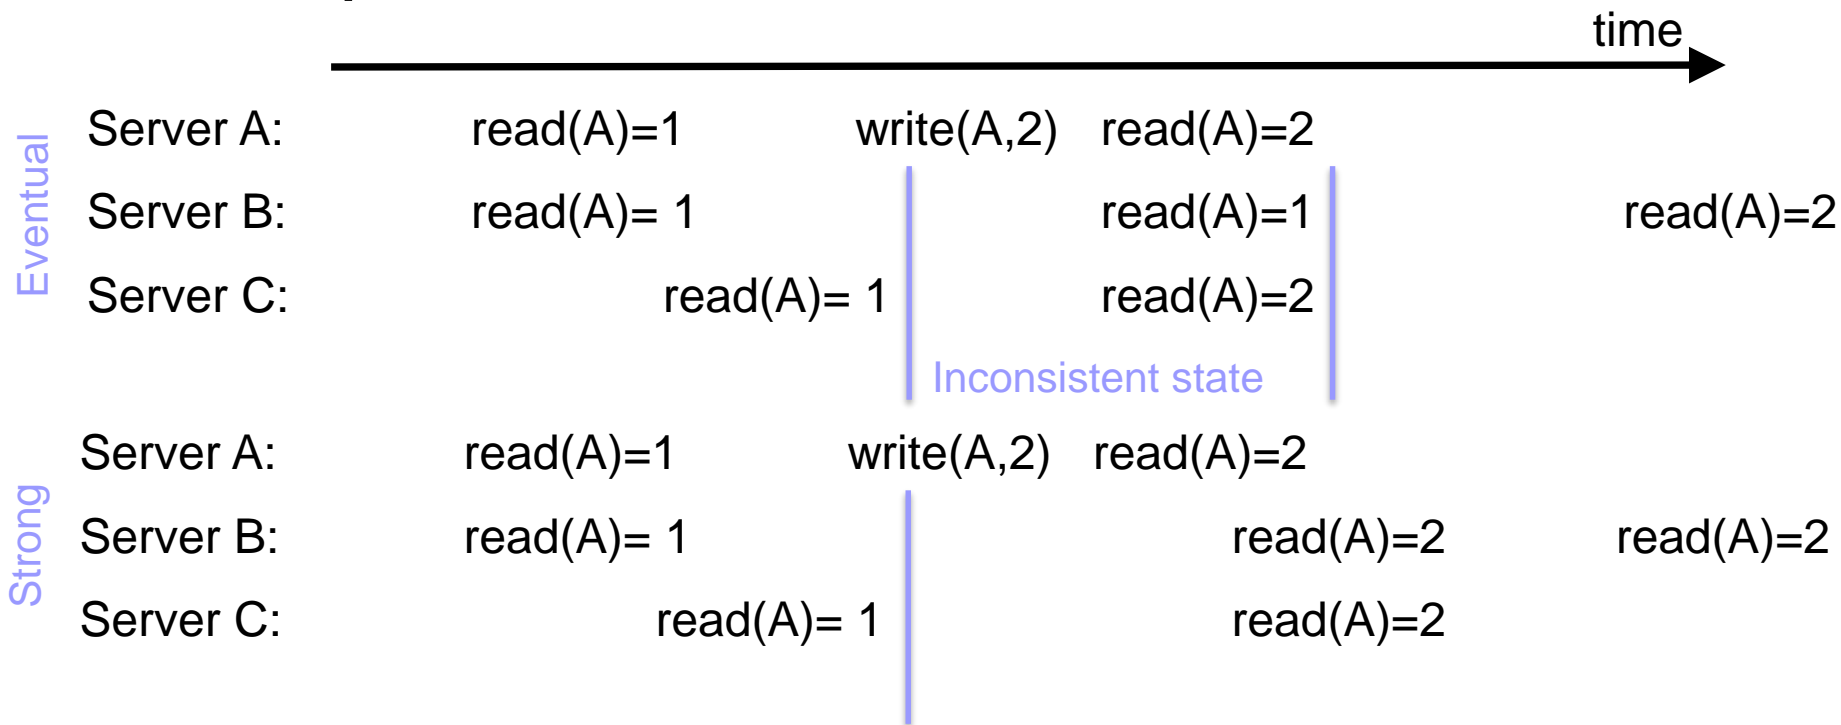 time
Eventual
Server A: read(A)=1 write(A,2) read(A)=2
Server B: read(A)= 1 read(A)=1 read(A)=2
Server C: read(A)= 1 read(A)=2
Inconsistent state
Strong
Server A: read(A)=1 write(A,2) read(A)=2
Server B: read(A)= 1 read(A)=2 read(A)=2
Server C: read(A)= 1 read(A)=2